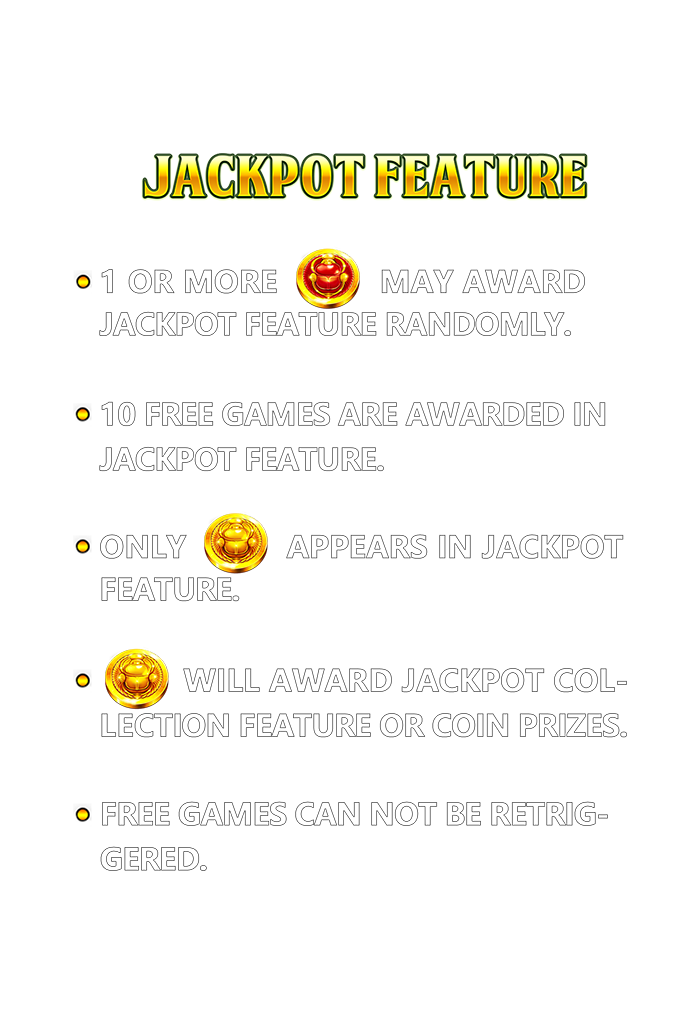 JACKPOT FEATURE
1 OR MORE MAY AWARD
JACKPOT FEATURE RANDOMLY.
10 FREE GAMES ARE AWARDED IN
JACKPOT FEATURE.
ONLY APPEARS IN JACKPOT
FEATURE.
WILL AWARD JACKPOT COL-
LECTION FEATURE OR COIN PRIZES.
FREE GAMES CAN NOT BE RETRIG-
GERED.